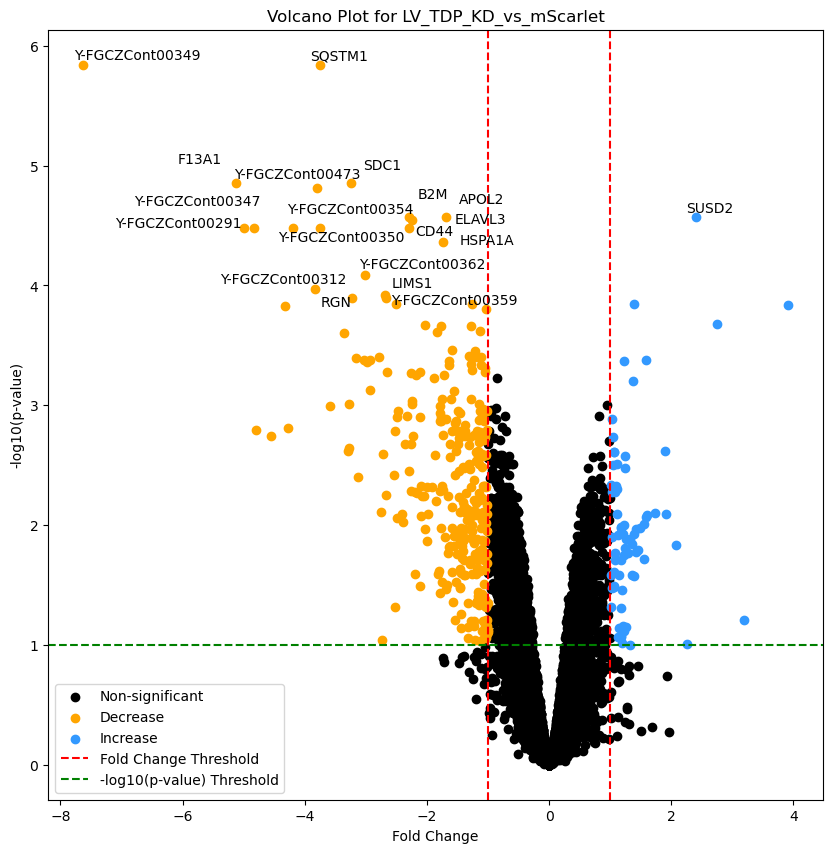 Volcano Plot for LV_TDP_KD_vs_mScarlet
6
Y-FGCZCont00349
SQSTM1
5
F13A1
SDC1
Y-FGCZCont00473
B2M
APOL2
Y-FGCZCont00347
Y-FGCZCont00354
SUSD2
Y-FGCZCont00291
ELAVL3
CD44
Y-FGCZCont00350
HSPA1A
Y-FGCZCont00362
4
Y-FGCZCont00312
LIMS1
RGN
Y-FGCZCont00359
3
-log10(p-value)
2
1
Non-significant
Decrease
Increase
Fold Change Threshold
-log10(p-value) Threshold
0
−8 −6 −4 −2 0 2 4
Fold Change